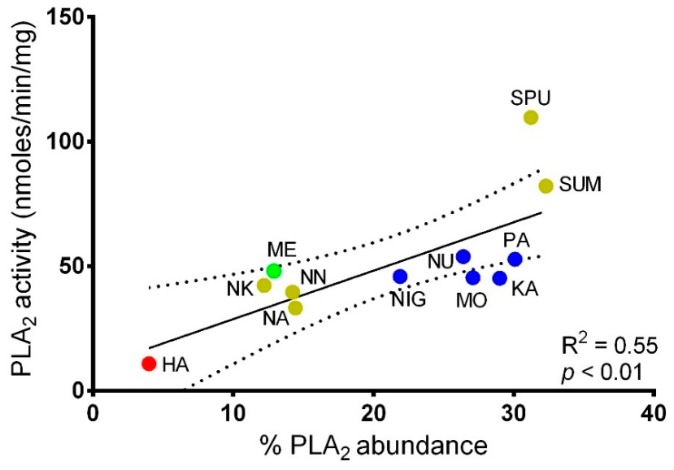 PLA₂ activity (nmoles/min/mg)
150
100
50
0
SPU
SUM
ME
NK
NN
NA
NIG
NU
MO
PA
KA
HA
R² = 0.55
p < 0.01
0 10 20 30 40
% PLA₂ abundance